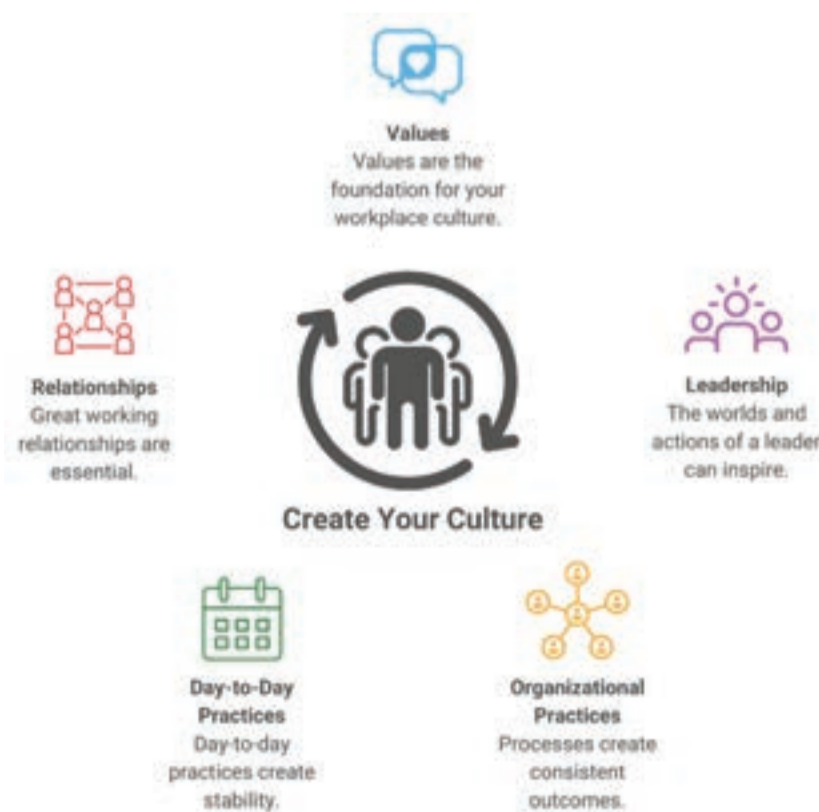 Values
Values are the
foundation for your
workplace culture.
Relationships
Great working
relationships are
essential.
Leadership
The worlds and
actions of a leader
can inspire.
Create Your Culture
Day-to-Day
Practices
Day-to-day
practices create
stability.
Organizational
Practices
Processes create
consistent
outcomes.